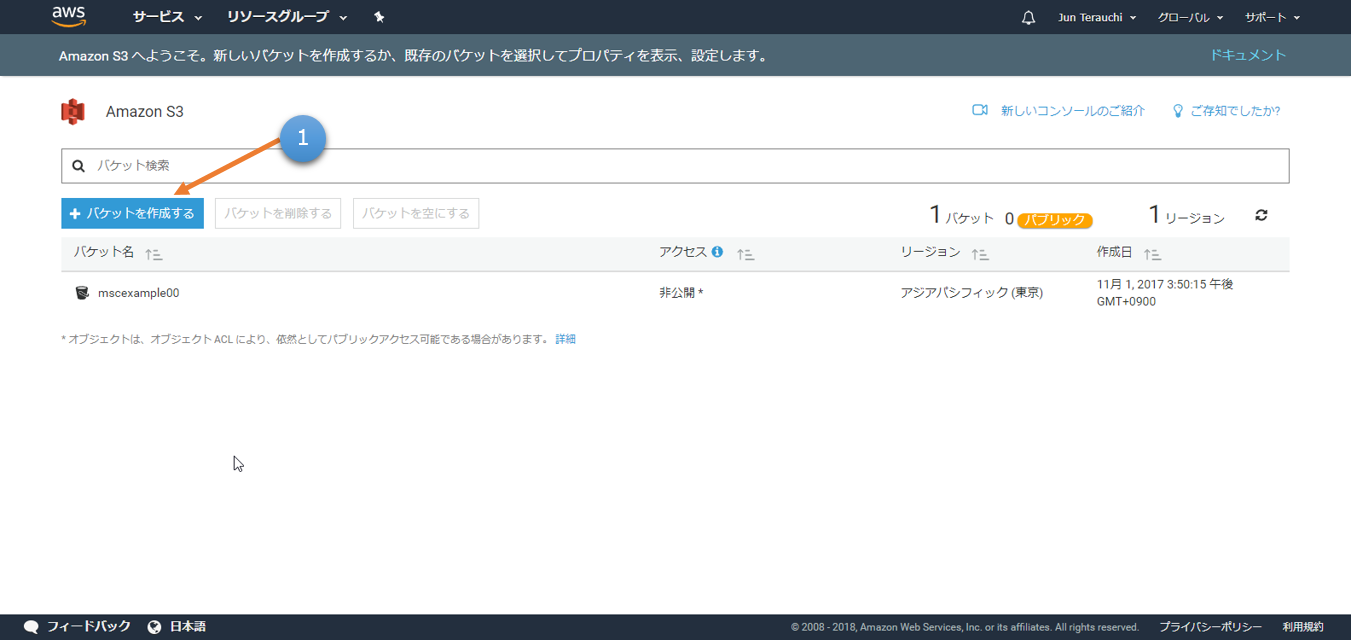 aws サービス リソースグループ Jun Terauchi グローバル サポート
Amazon S3 へようこそ。新しいバケットを作成するか、既存のバケットを選択してプロパティを表示、設定します。 ドキュメント
Amazon S3 新しいコンソールのご紹介 ご存知でしたか?
1
バケット検索
+ バケットを作成する バケットを削除する バケットを空にする 1 バケット 0 パブリック 1 リージョン
バケット名 アクセス リージョン 作成日
mscexample00 非公開 * アジアパシフィック (東京) 11月 1, 2017 3:50:15 午後
GMT+0900
* オブジェクトは、オブジェクト ACL により、依然としてパブリックアクセス可能である場合があります。 詳細
フィードバック 日本語 © 2008 - 2018, Amazon Web Services, Inc. or its affiliates. All rights reserved. プライバシーポリシー 利用規約